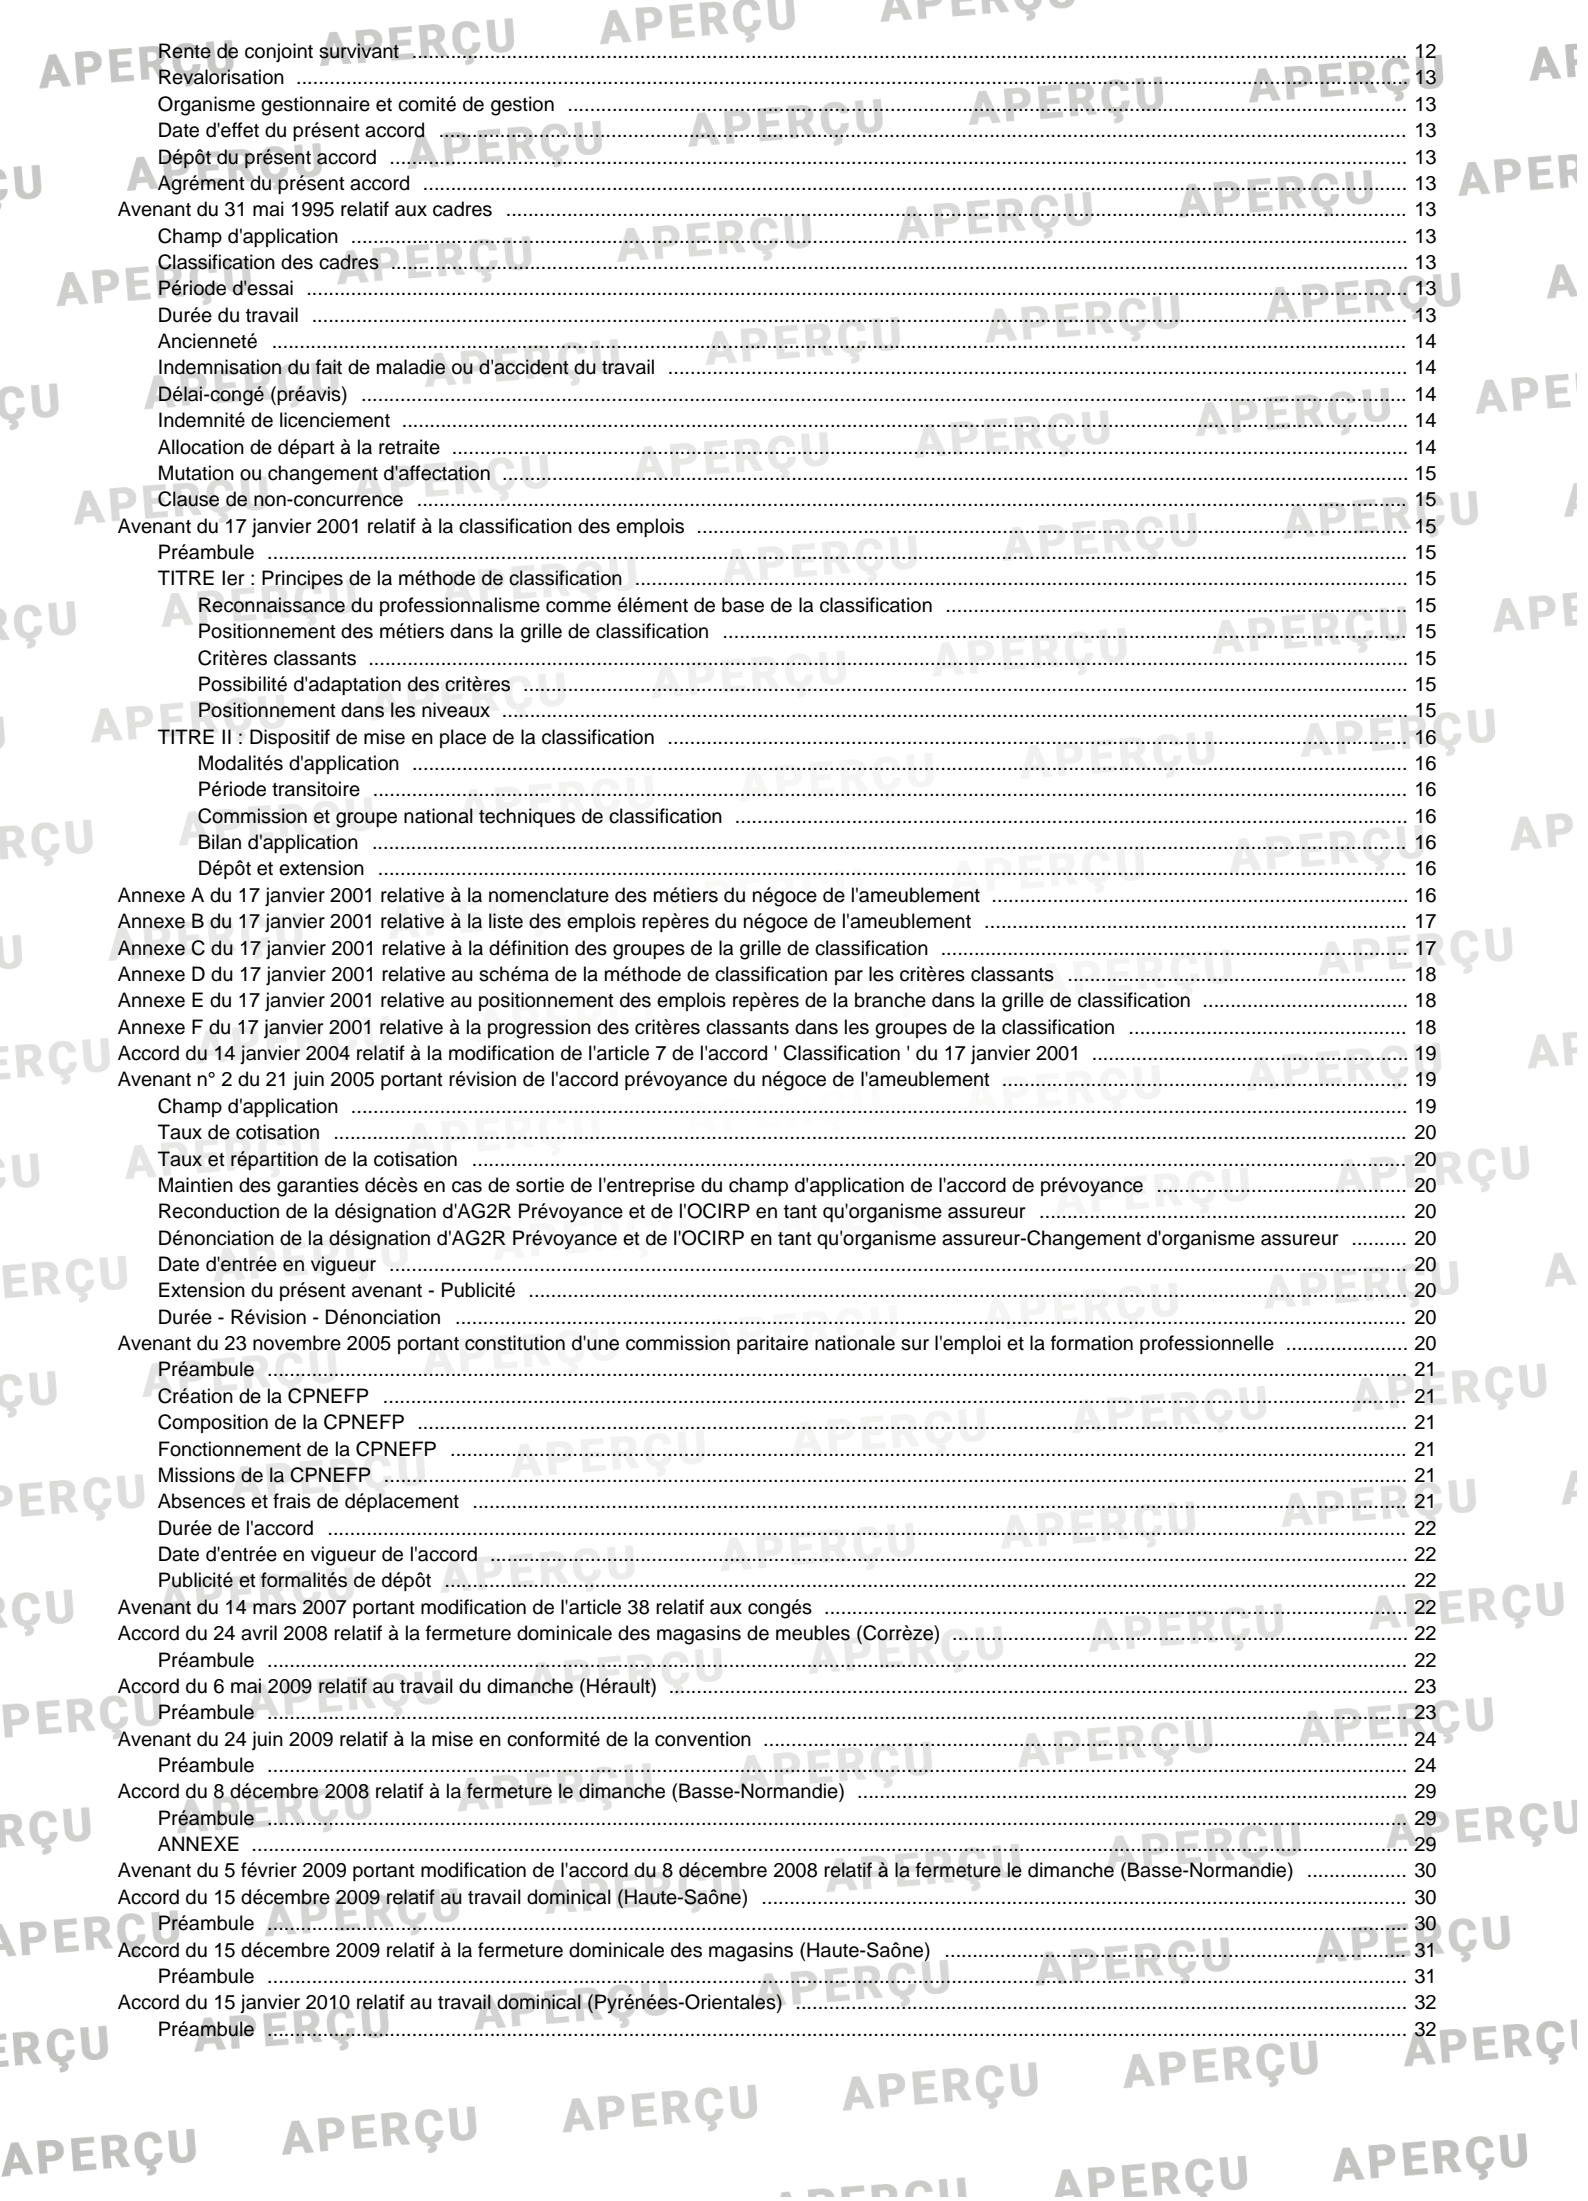 Rente de conjoint survivant 12
Revalorisation 13
Organisme gestionnaire et comité de gestion 13
Date d'effet du présent accord 13
Dépôt du présent accord 13
Agrément du présent accord 13
Avenant du 31 mai 1995 relatif aux cadres 13
Champ d'application 13
Classification des cadres 13
Période d'essai 13
Durée du travail 13
Ancienneté 14
Indemnisation du fait de maladie ou d'accident du travail 14
Délai-congé (préavis) 14
Indemnité de licenciement 14
Allocation de départ à la retraite 14
Mutation ou changement d'affectation 15
Clause de non-concurrence 15
Avenant du 17 janvier 2001 relatif à la classification des emplois 15
Préambule 15
TITRE Ier : Principes de la méthode de classification 15
Reconnaissance du professionnalisme comme élément de base de la classification 15
Positionnement des métiers dans la grille de classification 15
Critères classants 15
Possibilité d'adaptation des critères 15
Positionnement dans les niveaux 15
TITRE II : Dispositif de mise en place de la classification 16
Modalités d'application 16
Période transitoire 16
Commission et groupe national techniques de classification 16
Bilan d'application 16
Dépôt et extension 16
Annexe A du 17 janvier 2001 relative à la nomenclature des métiers du négoce de l'ameublement 16
Annexe B du 17 janvier 2001 relative à la liste des emplois repères du négoce de l'ameublement 17
Annexe C du 17 janvier 2001 relative à la définition des groupes de la grille de classification 17
Annexe D du 17 janvier 2001 relative au schéma de la méthode de classification par les critères classants 18
Annexe E du 17 janvier 2001 relative au positionnement des emplois repères de la branche dans la grille de classification 18
Annexe F du 17 janvier 2001 relative à la progression des critères classants dans les groupes de la classification 18
Accord du 14 janvier 2004 relatif à la modification de l'article 7 de l'accord ' Classification ' du 17 janvier 2001 19
Avenant n° 2 du 21 juin 2005 portant révision de l'accord prévoyance du négoce de l'ameublement 19
Champ d'application 19
Taux de cotisation 20
Taux et répartition de la cotisation 20
Maintien des garanties décès en cas de sortie de l'entreprise du champ d'application de l'accord de prévoyance 20
Reconduction de la désignation d'AG2R Prévoyance et de l'OCIRP en tant qu'organisme assureur 20
Dénonciation de la désignation d'AG2R Prévoyance et de l'OCIRP en tant qu'organisme assureur-Changement d'organisme assureur 20
Date d'entrée en vigueur 20
Extension du présent avenant - Publicité 20
Durée - Révision - Dénonciation 20
Avenant du 23 novembre 2005 portant constitution d'une commission paritaire nationale sur l'emploi et la formation professionnelle 20
Préambule 21
Création de la CPNEFP 21
Composition de la CPNEFP 21
Fonctionnement de la CPNEFP 21
Missions de la CPNEFP 21
Absences et frais de déplacement 21
Durée de l'accord 22
Date d'entrée en vigueur de l'accord 22
Publicité et formalités de dépôt 22
Avenant du 14 mars 2007 portant modification de l'article 38 relatif aux congés 22
Accord du 24 avril 2008 relatif à la fermeture dominicale des magasins de meubles (Corrèze) 22
Préambule 22
Accord du 6 mai 2009 relatif au travail du dimanche (Hérault) 23
Préambule 23
Avenant du 24 juin 2009 relatif à la mise en conformité de la convention 24
Préambule 24
Accord du 8 décembre 2008 relatif à la fermeture le dimanche (Basse-Normandie) 29
Préambule 29
ANNEXE 29
Avenant du 5 février 2009 portant modification de l'accord du 8 décembre 2008 relatif à la fermeture le dimanche (Basse-Normandie) 30
Accord du 15 décembre 2009 relatif au travail dominical (Haute-Saône) 30
Préambule 30
Accord du 15 décembre 2009 relatif à la fermeture dominicale des magasins (Haute-Saône) 31
Préambule 31
Accord du 15 janvier 2010 relatif au travail dominical (Pyrénées-Orientales) 32
Préambule 32
APERÇU